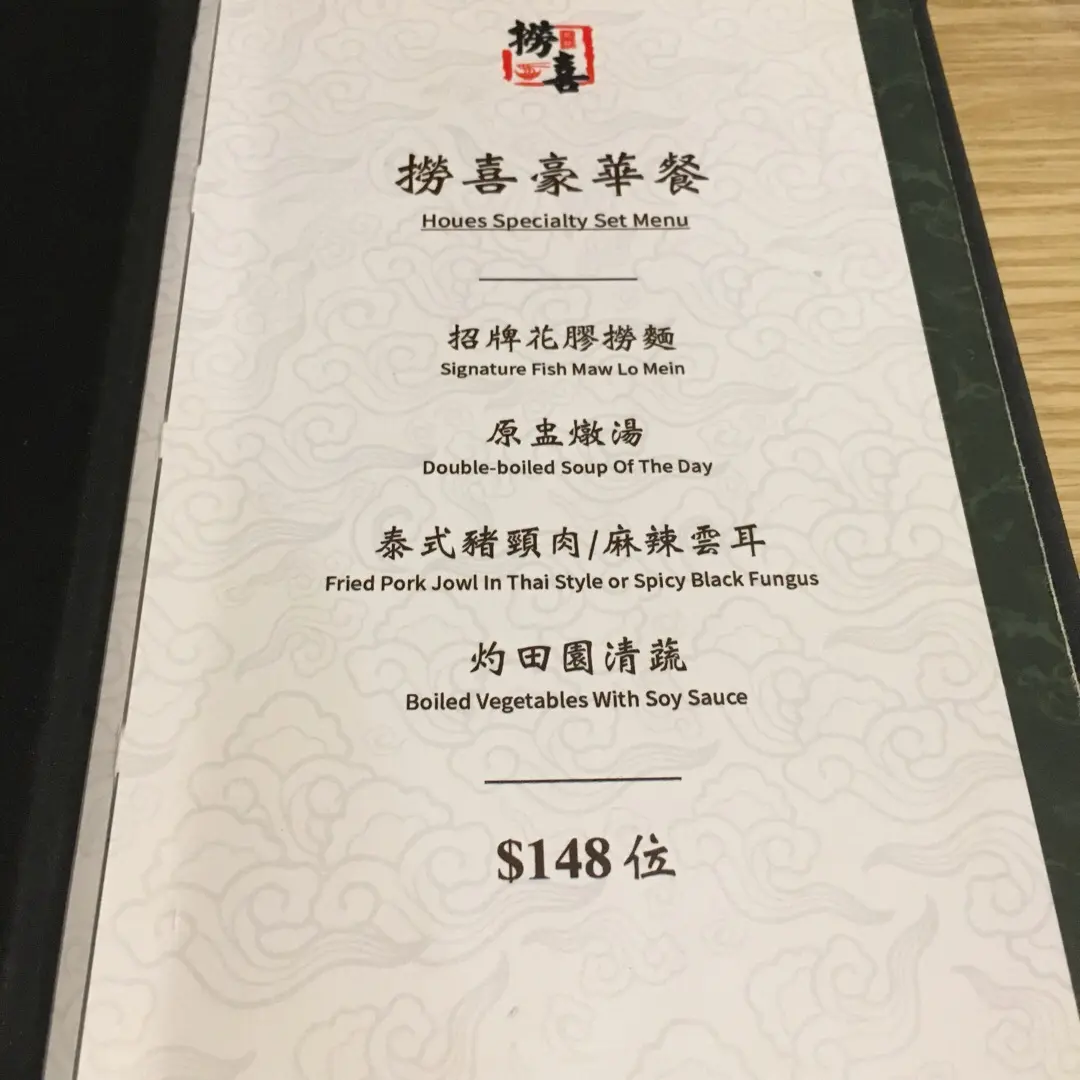 撈喜
撈喜豪華餐
Houes Specialty Set Menu
招牌花膠撈麵
Signature Fish Maw Lo Mein
原盅燉湯
Double-boiled Soup Of The Day
泰式豬頸肉/麻辣雲耳
Fried Pork Jowl In Thai Style or Spicy Black Fungus
灼田園清蔬
Boiled Vegetables With Soy Sauce
$148位